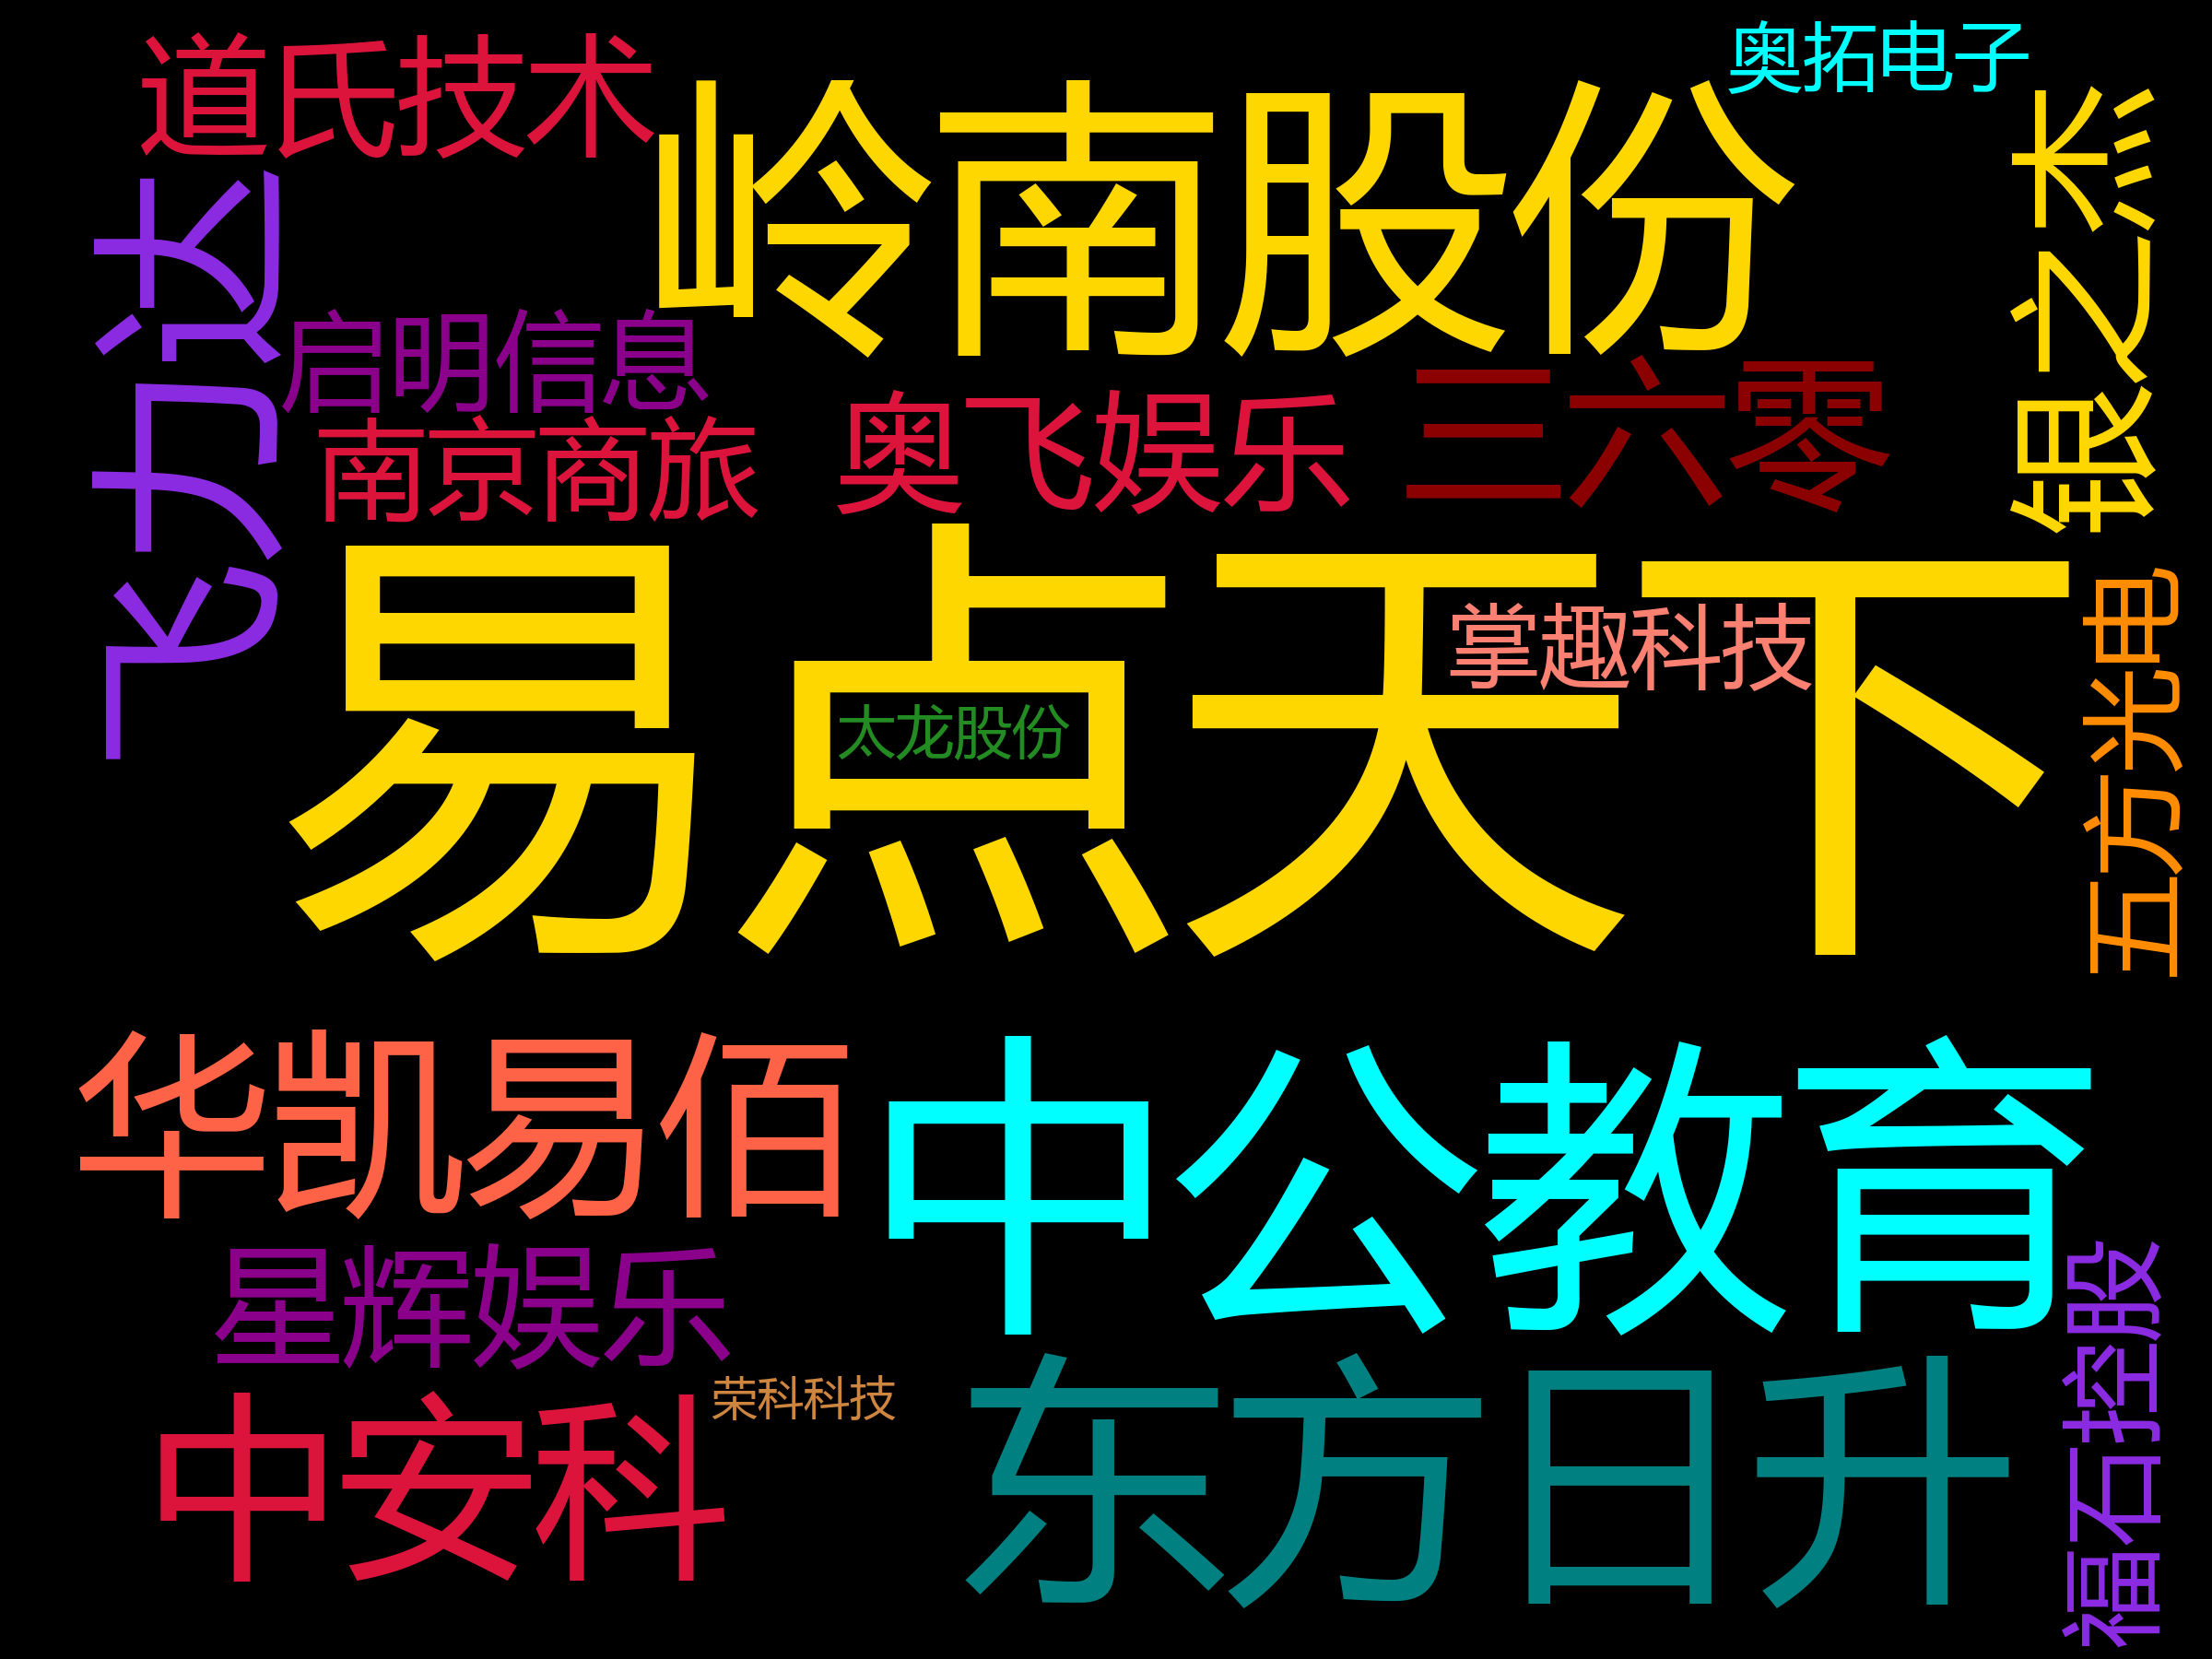 道氏技术
奥拓电子
岭南股份
飞力达
银之杰
启明信息
南京商旅
奥飞娱乐
三六零
易点天下
掌趣科技
太龙股份
五方光电
华凯易佰
中公教育
星辉娱乐
荣科科技
中安科
东方日升
福石控股